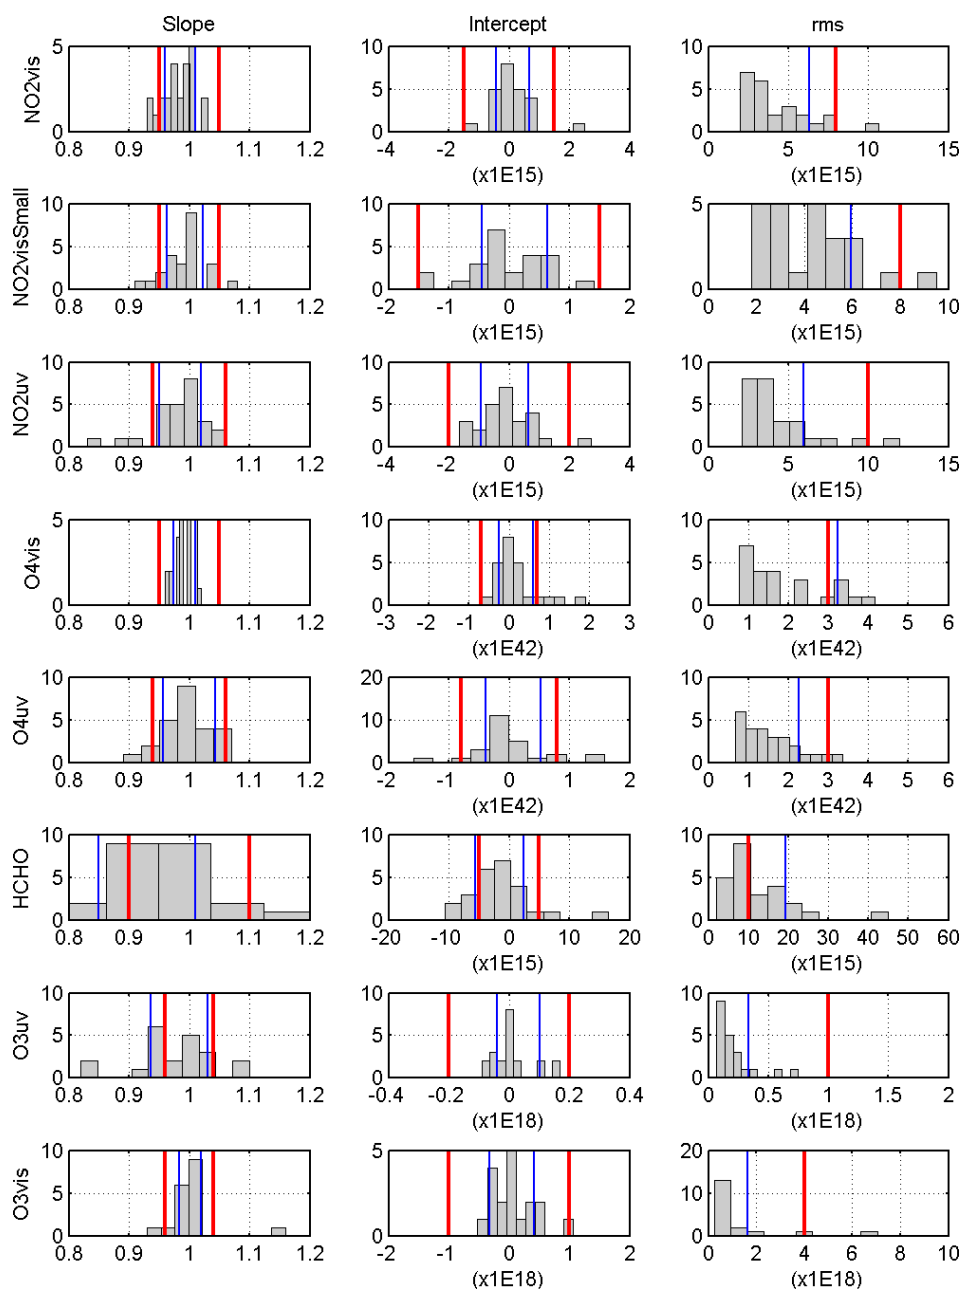 Slope Intercept rms
NO2vis
5
0
0.8 0.9 1 1.1 1.2
10
5
0
-4 -2 0 2 4
(x1E15)
10
5
0
0 5 10 15
(x1E15)
NO2visSmall
10
5
0
0.8 0.9 1 1.1 1.2
10
5
0
-2 -1 0 1 2
(x1E15)
5
0
0 2 4 6 8 10
(x1E15)
NO2uv
10
5
0
0.8 0.9 1 1.1 1.2
10
5
0
-4 -2 0 2 4
(x1E15)
10
5
0
0 5 10 15
(x1E15)
O4vis
5
0
0.8 0.9 1 1.1 1.2
10
5
0
-3 -2 -1 0 1 2 3
(x1E42)
10
5
0
0 1 2 3 4 5 6
(x1E42)
O4uv
10
5
0
0.8 0.9 1 1.1 1.2
20
10
0
-2 -1 0 1 2
(x1E42)
10
5
0
0 1 2 3 4 5 6
(x1E42)
HCHO
10
5
0
0.8 0.9 1 1.1 1.2
10
5
0
-20 -10 0 10 20
(x1E15)
10
5
0
0 10 20 30 40 50 60
(x1E15)
O3uv
10
5
0
0.8 0.9 1 1.1 1.2
10
5
0
-0.4 -0.2 0 0.2 0.4
(x1E18)
10
5
0
0 0.5 1 1.5 2
(x1E18)
O3vis
10
5
0
0.8 0.9 1 1.1 1.2
5
0
-2 -1 0 1 2
(x1E18)
20
10
0
0 2 4 6 8 10
(x1E18)